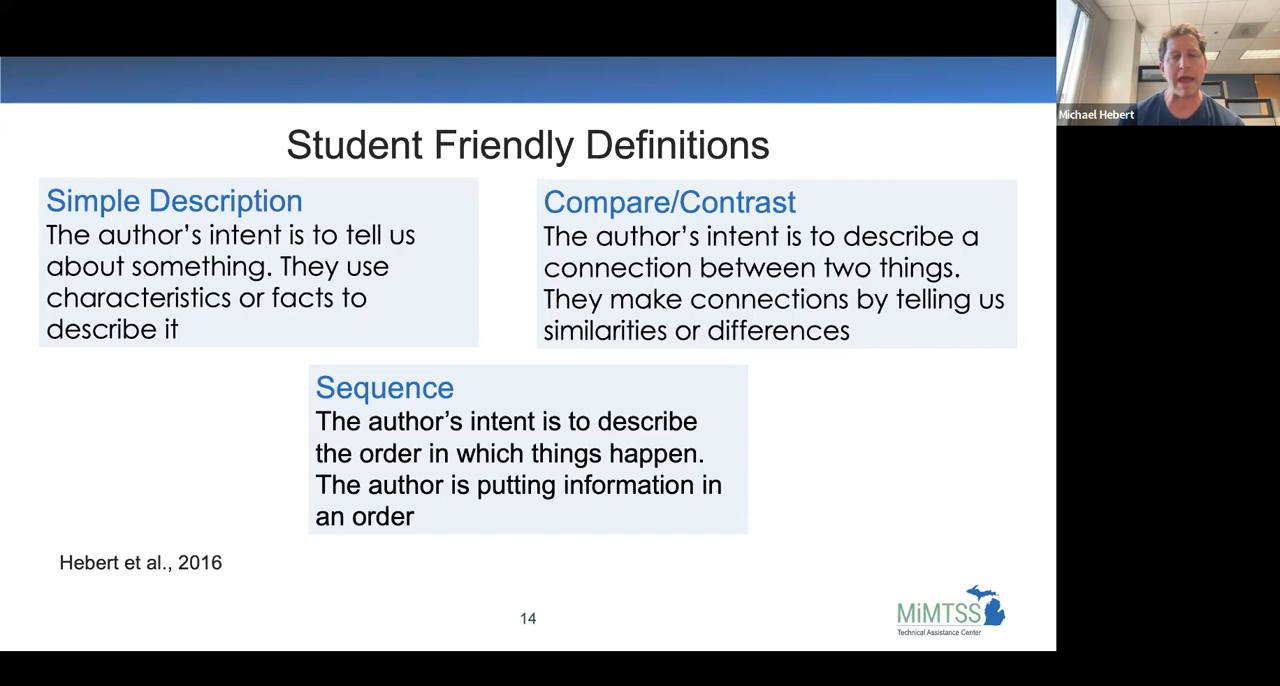 Student Friendly Definitions
Simple Description
The author's intent is to tell us
about something. They use
characteristics or facts to
describe it
Compare/Contrast
The author's intent is to describe a
connection between two things.
They make connections by telling us
similarities or differences
Sequence
The author's intent is to describe
the order in which things happen.
The author is putting information in
an order
Hebert et al., 2016
14
MiMTSS
Technical Assistance Center
Michael Hebert